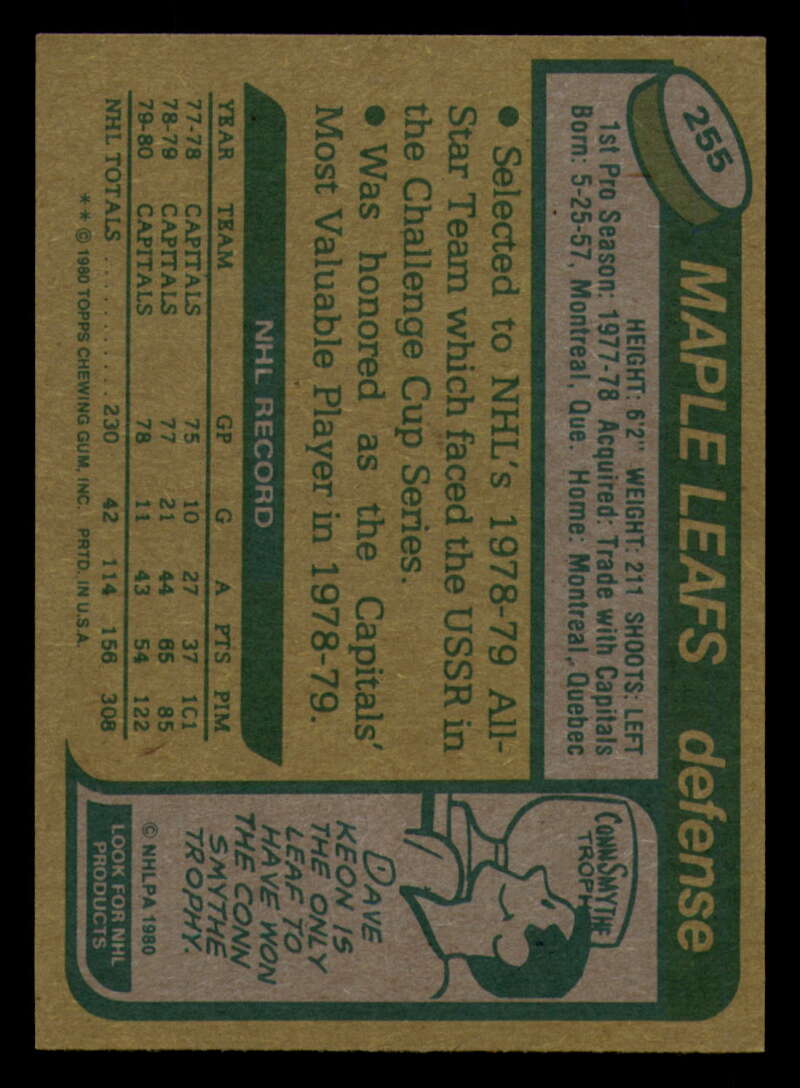 255
MAPLE LEAFS defense
HEIGHT: 6'2" WEIGHT: 211 SHOOTS: LEFT
1st Pro Season: 1977-78 Acquired: Trade with Capitals
Born: 5-25-57, Montreal, Que. Home: Montreal, Quebec
• Selected to NHL's 1978-79 All-
Star Team which faced the USSR in
the Challenge Cup Series.
• Was honored as the Capitals'
Most Valuable Player in 1978-79.
NHL RECORD
YEAR TEAM GP G A PTS PIM
77-78 CAPITALS 75 10 27 37 1C1
78-79 CAPITALS 77 21 44 65 85
79-80 CAPITALS 78 11 43 54 122
NHL TOTALS . . . . . . . . . . 230 42 114 156 308
** © 1980 TOPPS CHEWING GUM, INC. PRTD. IN U.S.A.
CONN SMYTHE
TROPH
DAVE
KEON IS
THE ONLY
LEAF TO
HAVE WON
THE CONN
SMYTHE
TROPHY.
© NHLPA 1980
LOOK FOR NHL
PRODUCTS